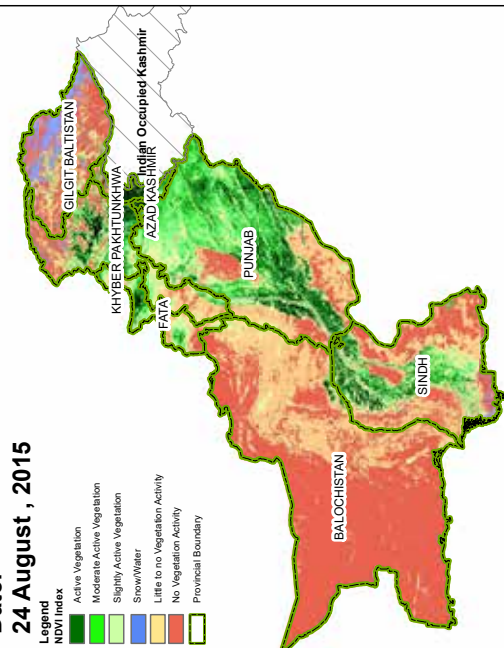 24 August , 2015
Legend
NDVI Index
Active Vegetation
Moderate Active Vegetation
Slightly Active Vegetation
Snow/Water
Little to no Vegetation Activity
No Vegetation Activity
Provincial Boundary
GILGIT BALTISTAN
KHYBER PAKHTUNKHWA
AZAD KASHMIR
Indian Occupied Kashmir
FATA
PUNJAB
BALOCHISTAN
SINDH